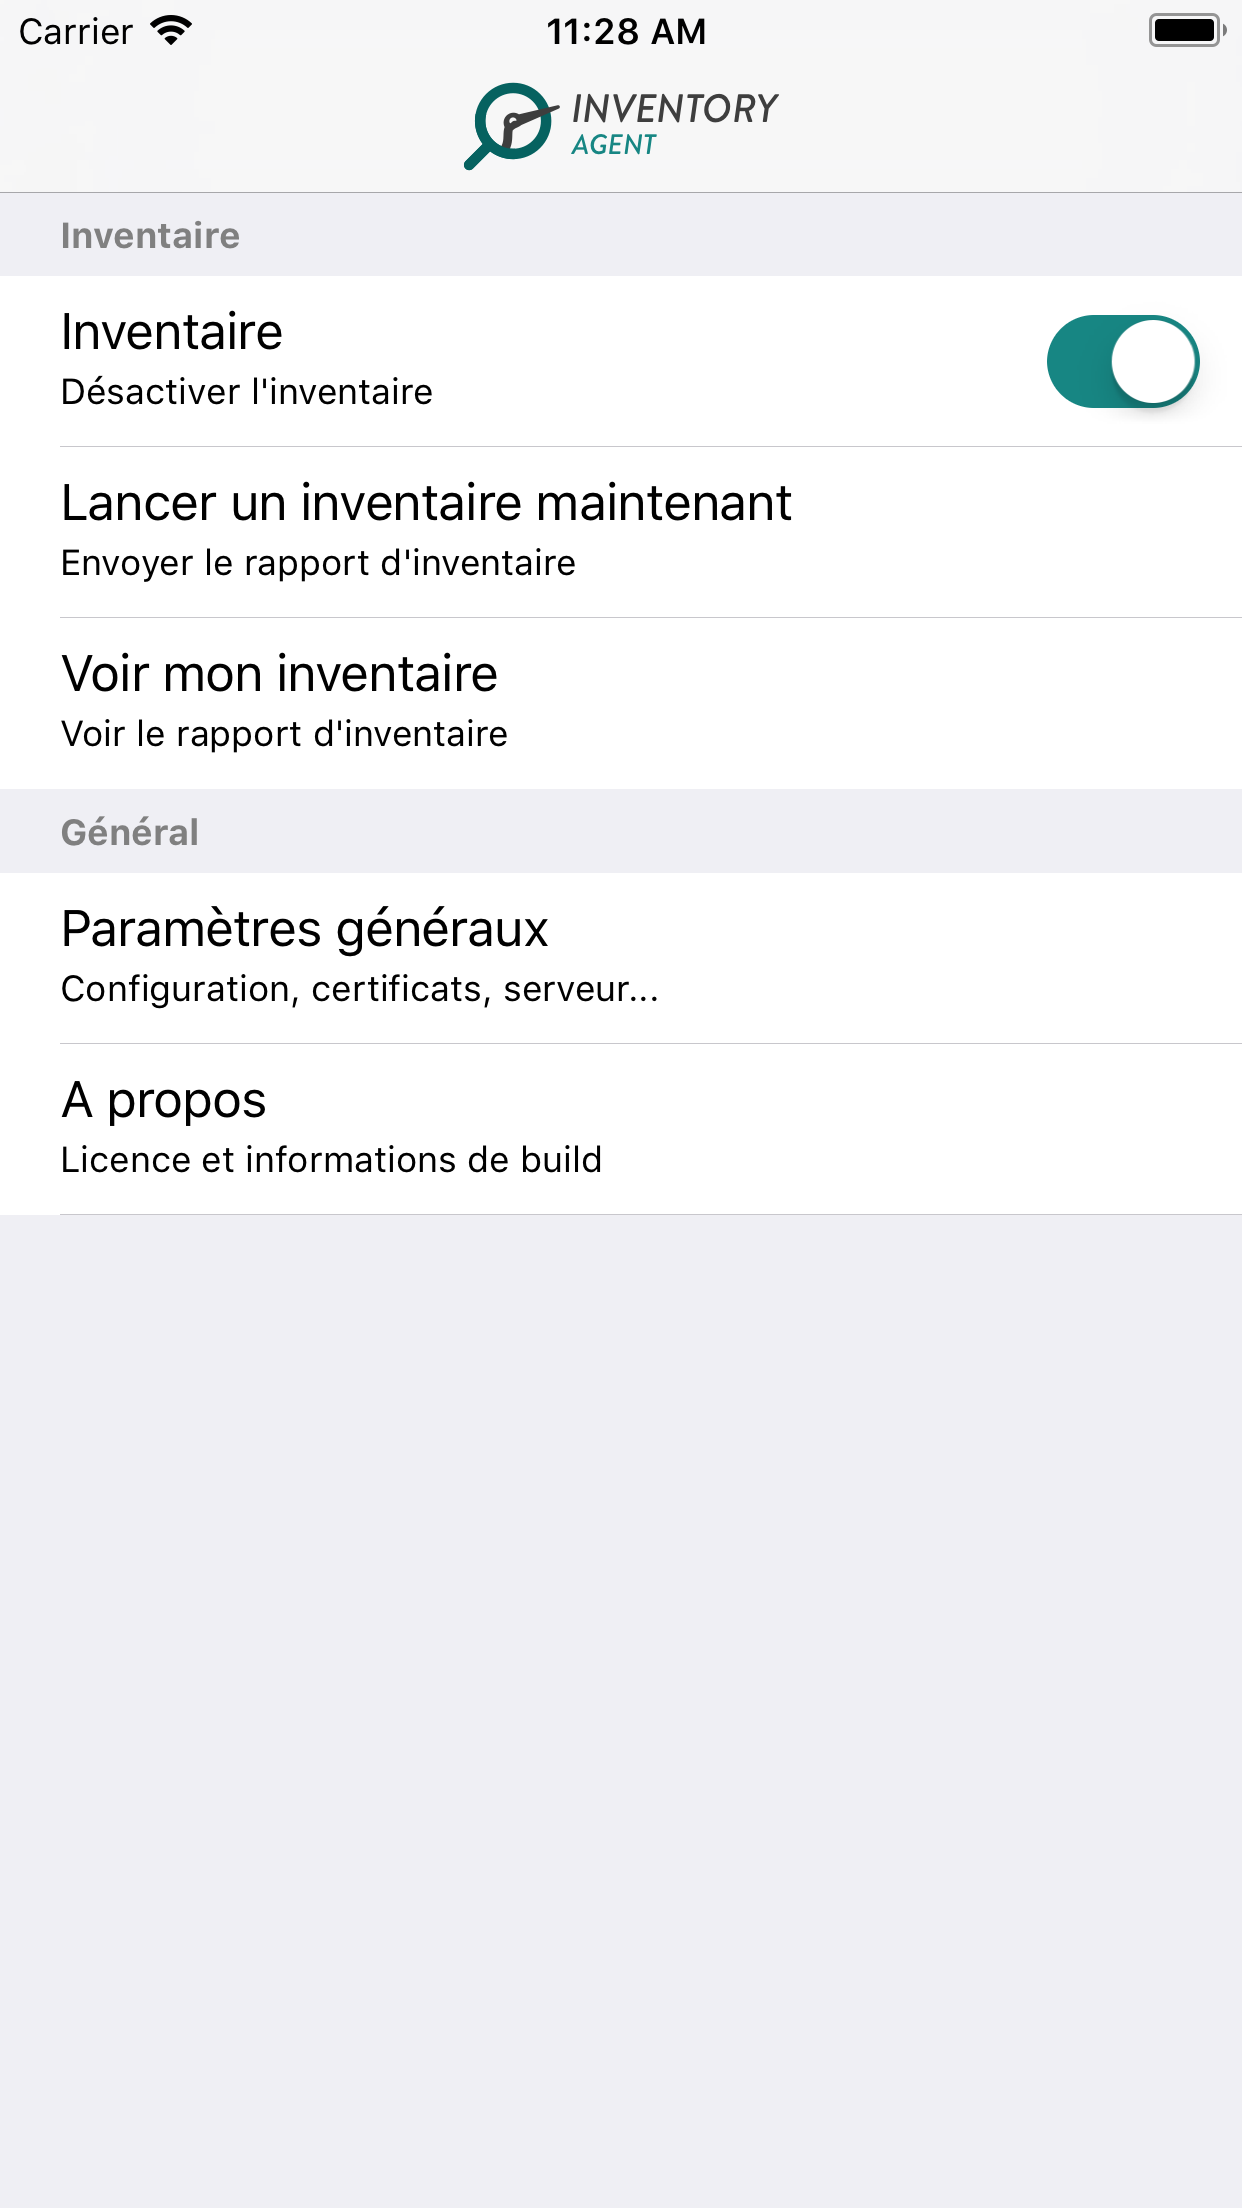 Carrier 11:28 AM
INVENTORY
AGENT
Inventaire
Inventaire
Désactiver l'inventaire
Lancer un inventaire maintenant
Envoyer le rapport d'inventaire
Voir mon inventaire
Voir le rapport d'inventaire
Général
Paramètres généraux
Configuration, certificats, serveur...
A propos
Licence et informations de build